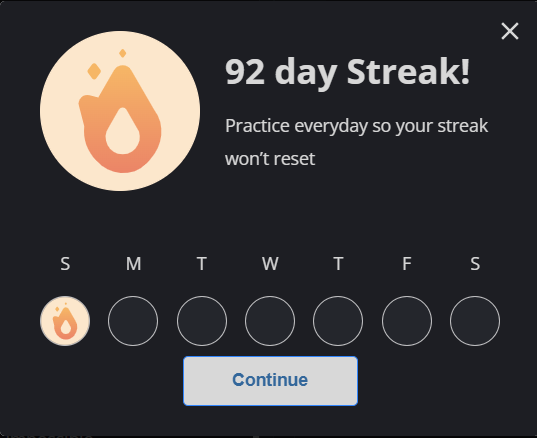 92 day Streak!
Practice everyday so your streak
won't reset
S M T W T F S
Continue